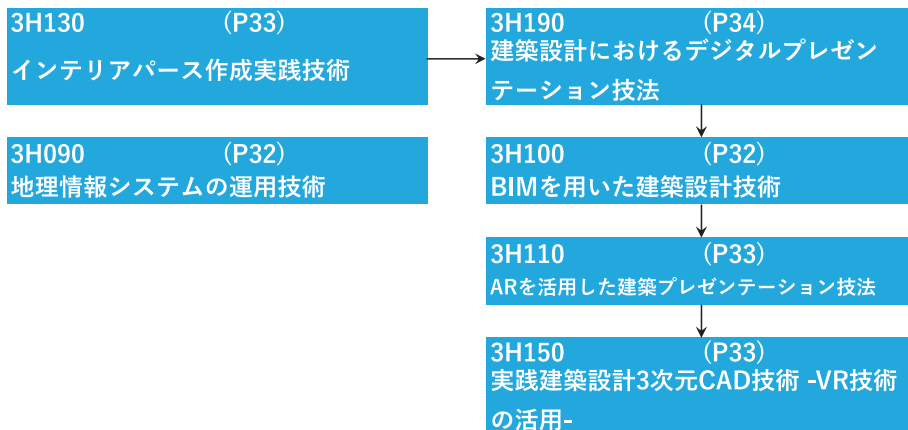 3H130 (P33)
インテリアパース作成実践技術
3H190 (P34)
建築設計におけるデジタルプレゼン
テーション技法
3H090 (P32)
地理情報システムの運用技術
3H100 (P32)
BIMを用いた建築設計技術
3H110 (P33)
ARを活用した建築プレゼンテーション技法
3H150 (P33)
実践建築設計3次元CAD技術 -VR技術
の活用-